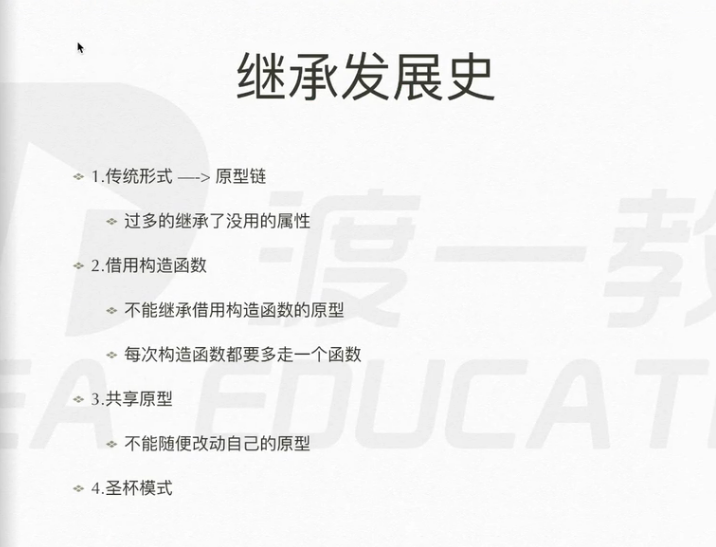 继承发展史
1.传统形式 —-> 原型链
过多的继承了没用的属性
2.借用构造函数
不能继承借用构造函数的原型
每次构造函数都要多走一个函数
3.共享原型
不能随便改动自己的原型
4.圣杯模式
渡一教
EA EDUCATI